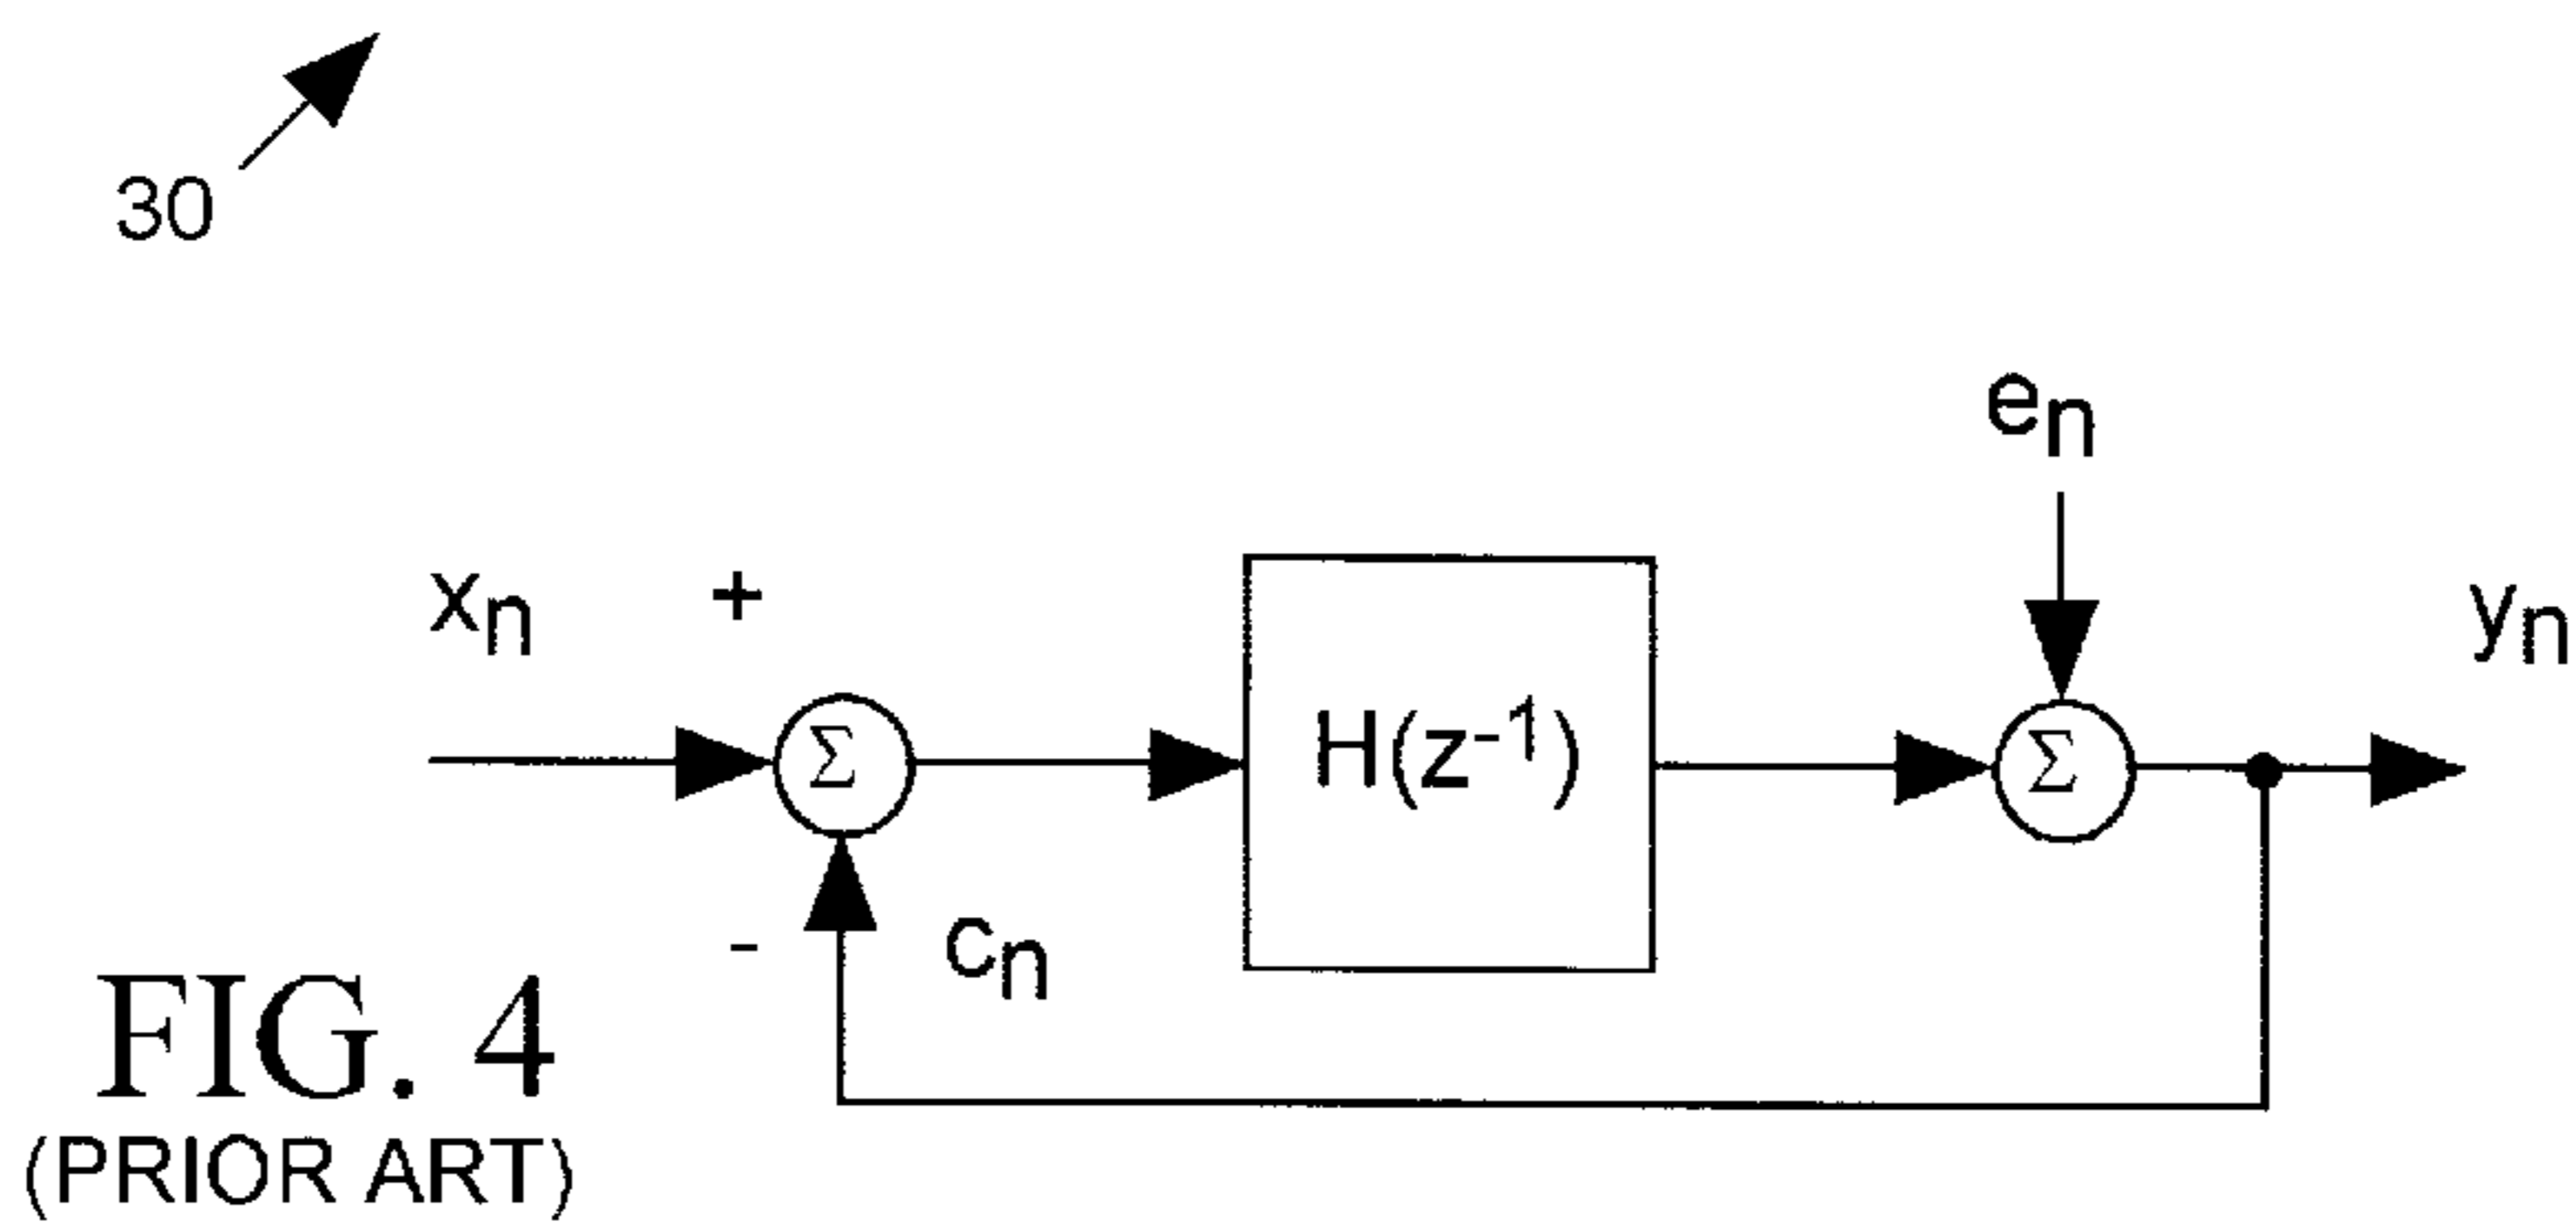 30
eₙ
xₙ
+
yₙ
Σ
H(z⁻¹)
Σ
-
cₙ
FIG. 4
(PRIOR ART)